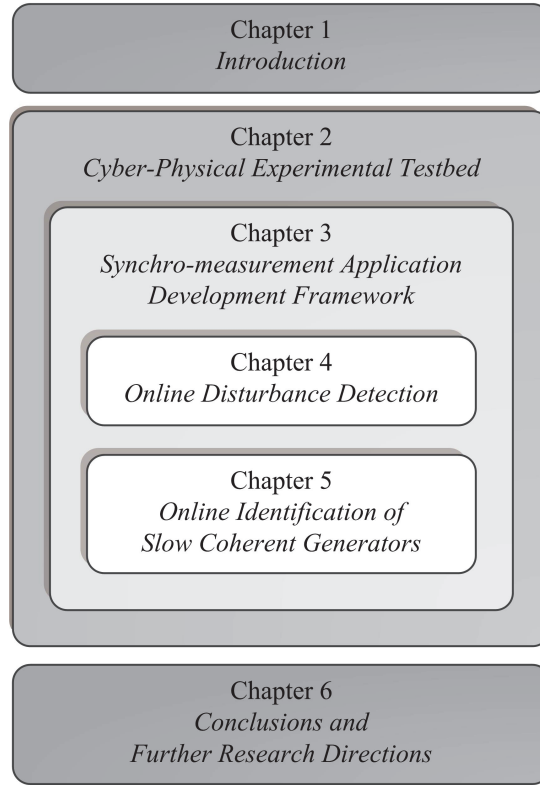 Chapter 1
Introduction
Chapter 2
Cyber-Physical Experimental Testbed
Chapter 3
Synchro-measurement Application
Development Framework
Chapter 4
Online Disturbance Detection
Chapter 5
Online Identification of
Slow Coherent Generators
Chapter 6
Conclusions and
Further Research Directions